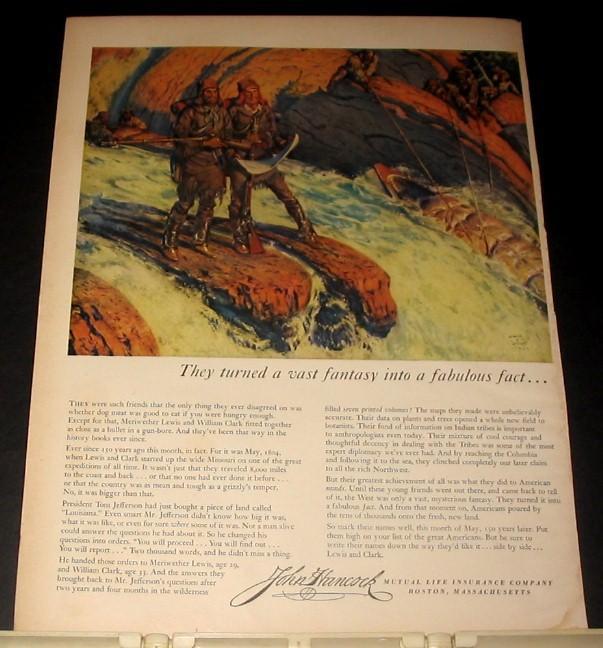 They turned a vast fantasy into a fabulous fact...
THEY were such friends that the only thing they ever disagreed on was
whether dog meat was good to eat if you were hungry enough.
Except for that, Meriwether Lewis and William Clark fitted together
as close as a bullet in a gun-bore. And they've been that way in the
history books ever since.
Ever since 150 years ago this month, in fact. For it was May, 1804,
when Lewis and Clark started up the wide Missouri on one of the great
expeditions of all time. It wasn't just that they traveled 8,000 miles
to the coast and back . . . or that no one had ever done it before . . .
or that the country was as mean and tough as a grizzly's temper.
No, it was bigger than that.
President Tom Jefferson had just bought a piece of land called
"Louisiana." Even smart Mr. Jefferson didn't know how big it was,
what it was like, or even for sure where some of it was. Not a man alive
could answer the questions he had about it. So he changed his
questions into orders. "You will proceed . . . You will find out . . .
You will report . . ." Two thousand words, and he didn't miss a thing.
He handed those orders to Meriwether Lewis, age 29,
and William Clark, age 33. And the answers they
brought back to Mr. Jefferson's questions after
two years and four months in the wilderness
filled seven printed volumes! The maps they made were unbelievably
accurate. Their data on plants and trees opened a whole new field to
botanists. Their fund of information on Indian tribes is important
to anthropologists even today. Their mixture of cool courage and
thoughtful decency in dealing with the Tribes was some of the most
expert diplomacy we've ever had. And by reaching the Columbia
and following it to the sea, they clinched completely our later claims
to all the rich Northwest.
But their greatest achievement of all was what they did to American
minds. Until these young friends went out there, and came back to tell
of it, the West was only a vast, mysterious fantasy. They turned it into
a fabulous fact. And from that moment on, Americans poured by
the tens of thousands onto the fresh, new land.
So mark their names well, this month of May, 150 years later. Put
them high on your list of the great Americans. But be sure to
write their names down the way they'd like it . . . side by side . . .
Lewis and Clark.
John Hancock MUTUAL LIFE INSURANCE COMPANY
BOSTON, MASSACHUSETTS